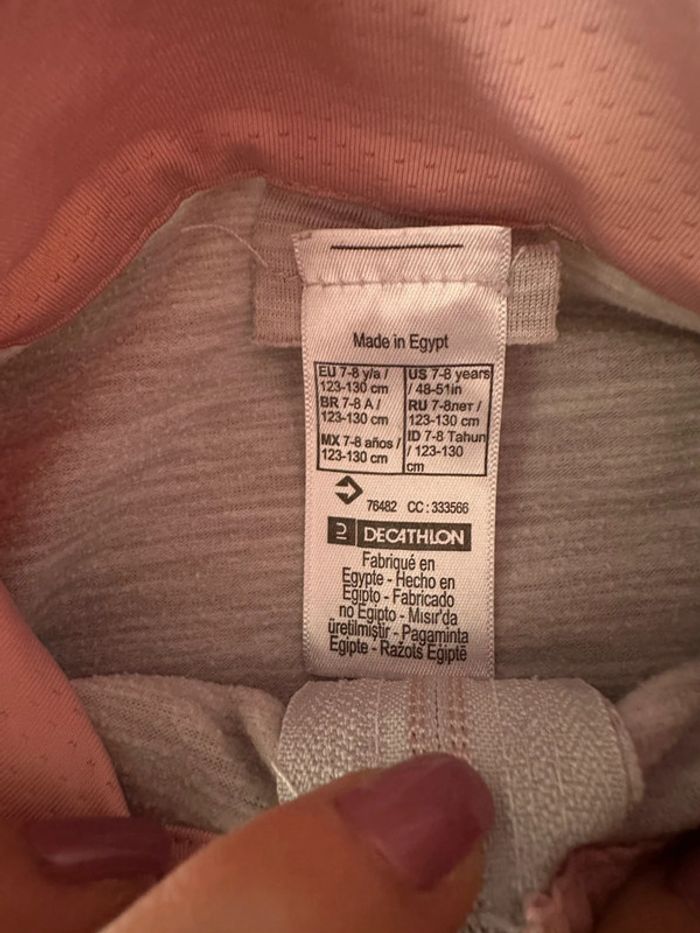 Made in Egypt
EU 7-8 y/a /
123-130 cm
BR 7-8 A /
123-130 cm
MX 7-8 años /
123-130 cm
US 7-8 years
/ 48-51in
RU 7-8лет /
123-130 cm
ID 7-8 Tahun
/ 123-130
cm
76482 CC : 333566
DECATHLON
Fabriqué en
Egypte - Hecho en
Egipto - Fabricado
no Egipto - Mısır'da
üretilmiştir - Pagaminta
Egipte - Ražots Ēģiptē